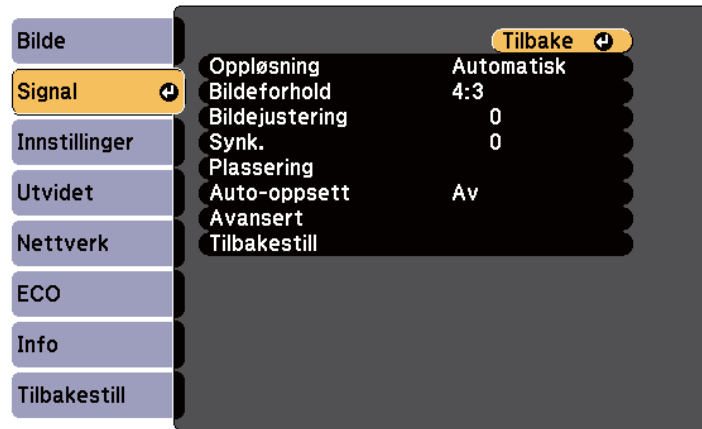 Bilde
Signal
Innstillinger
Utvidet
Nettverk
ECO
Info
Tilbakestill
Tilbake
Oppløsning Automatisk
Bildeforhold 4:3
Bildejustering 0
Synk. 0
Plassering
Auto-oppsett Av
Avansert
Tilbakestill